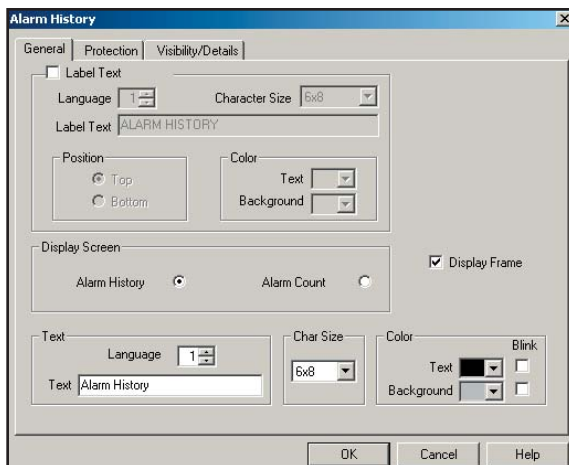 Alarm History
General Protection Visibility/Details
Label Text
Language 1 Character Size 6x8
Label Text ALARM HISTORY
Position
Top
Bottom
Color
Text
Background
Display Screen
Alarm History Alarm Count
Display Frame
Text
Language 1
Text Alarm History
Char Size
6x8
Color
Blink
Text
Background
OK Cancel Help